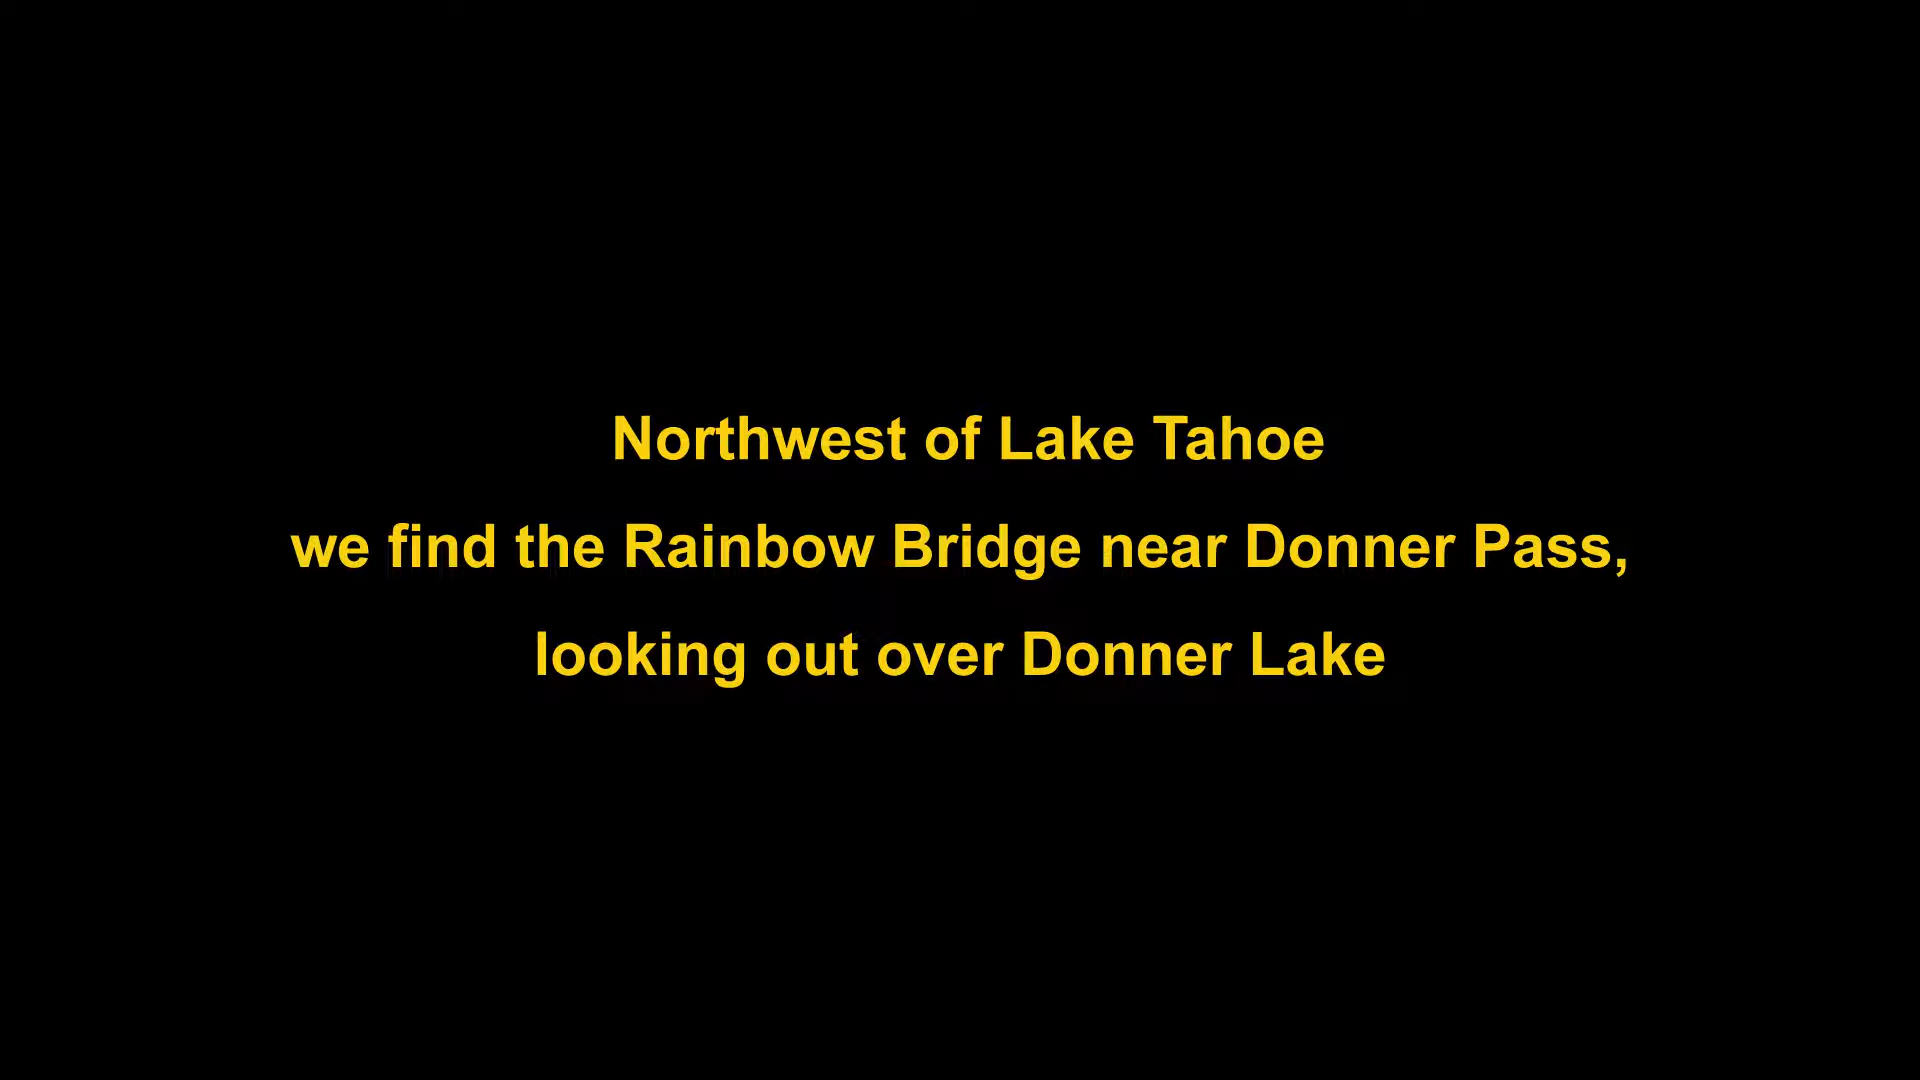 Northwest of Lake Tahoe
we find the Rainbow Bridge near Donner Pass,
looking out over Donner Lake